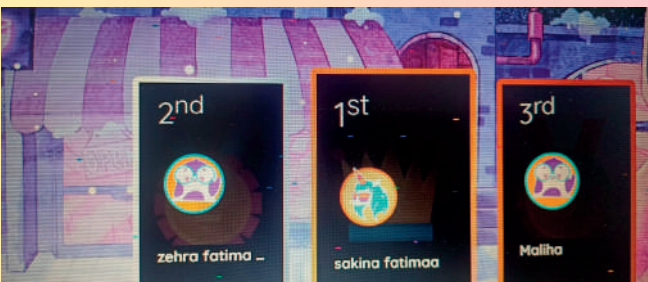 2nd
zehra fatima _
1st
sakina fatimaa
3rd
Maliha